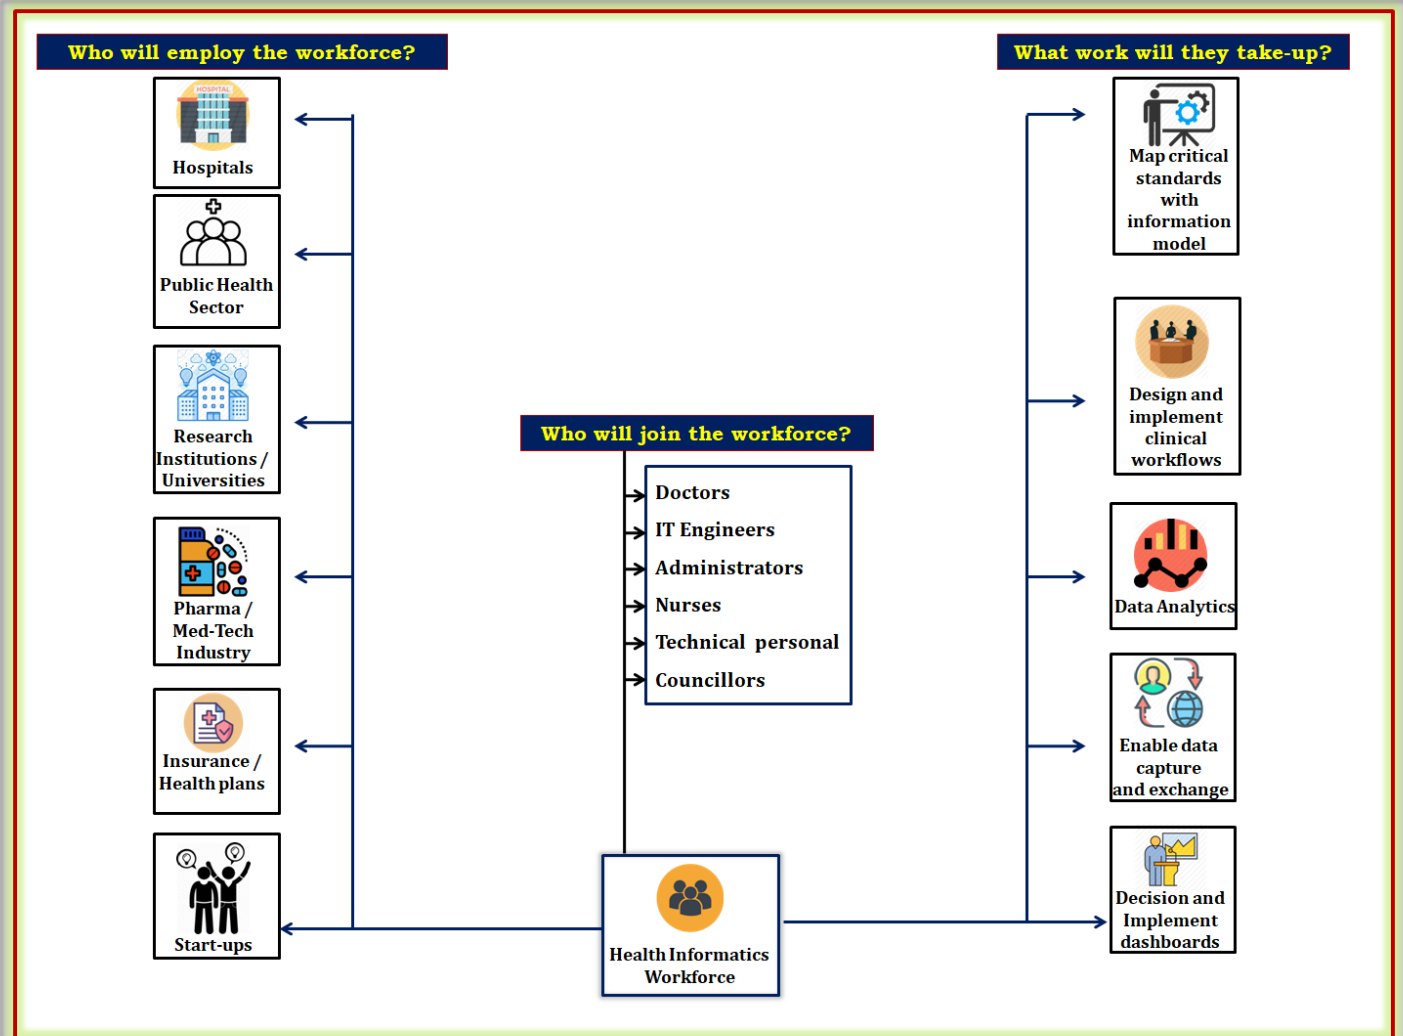 Who will employ the workforce?
HOSPITAL
Hospitals
Public Health
Sector
Research
Institutions /
Universities
Pharma /
Med-Tech
Industry
Insurance /
Health plans
Start-ups
Who will join the workforce?
Doctors
IT Engineers
Administrators
Nurses
Technical personal
Councillors
Health Informatics
Workforce
What work will they take-up?
Map critical
standards
with
information
model
Design and
implement
clinical
workflows
Data Analytics
Enable data
capture
and exchange
Decision and
Implement
dashboards